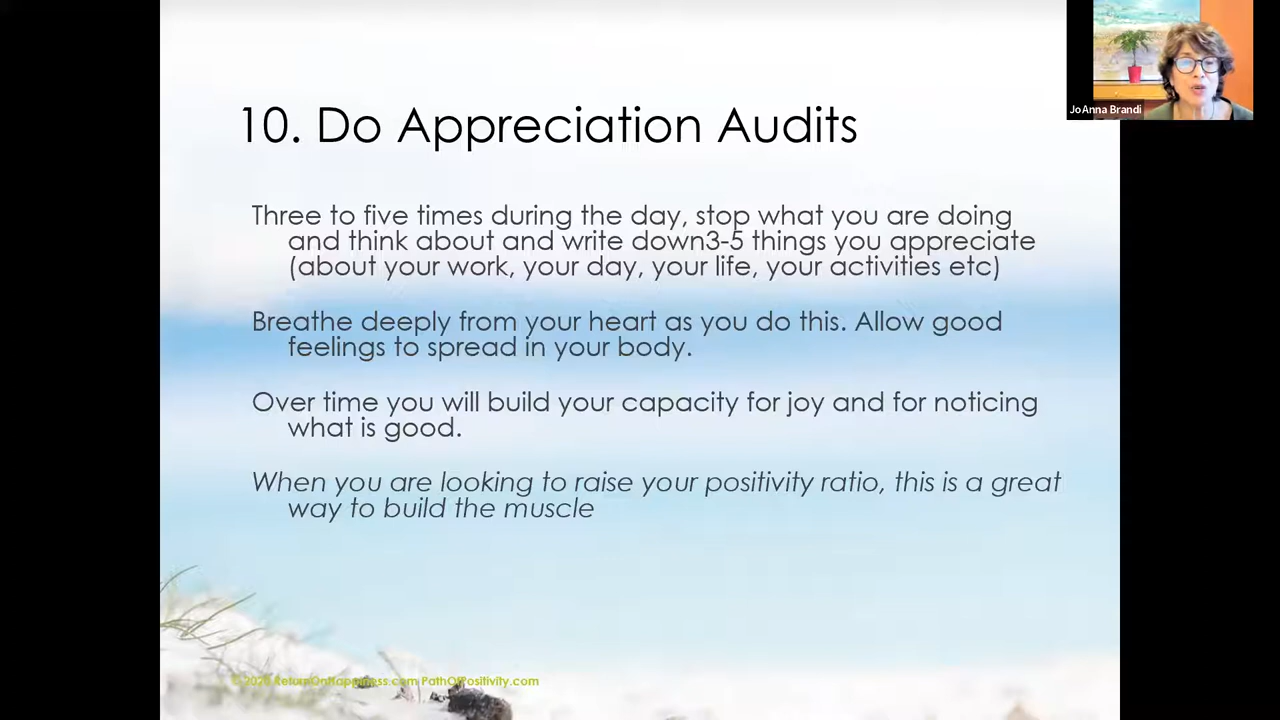 JoAnna Brandi
10. Do Appreciation Audits
Three to five times during the day, stop what you are doing
and think about and write down3-5 things you appreciate
(about your work, your day, your life, your activities etc)
Breathe deeply from your heart as you do this. Allow good
feelings to spread in your body.
Over time you will build your capacity for joy and for noticing
what is good.
When you are looking to raise your positivity ratio, this is a great
way to build the muscle
ReturnOnHappiness.com PathOfPositivity.com